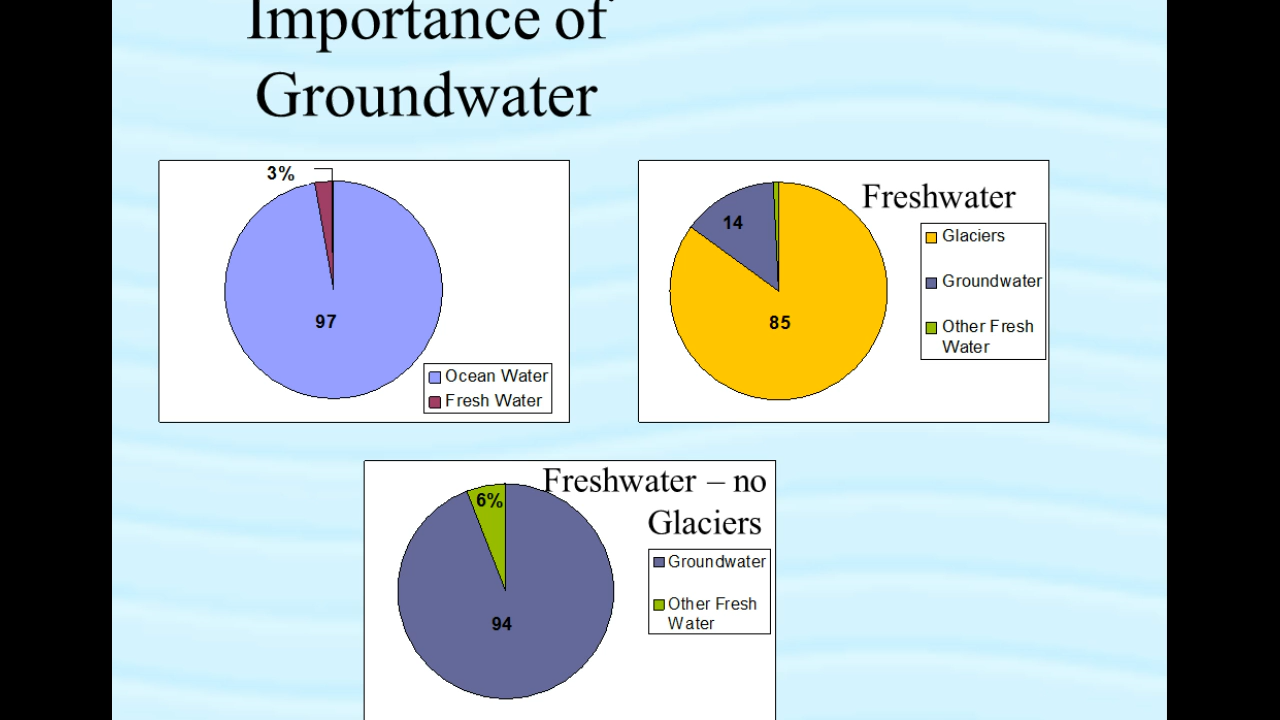 Importance of
Groundwater
3%
97
Ocean Water
Fresh Water
Freshwater
14
85
Glaciers
Groundwater
Other Fresh
Water
Freshwater – no
Glaciers
6%
94
Groundwater
Other Fresh
Water